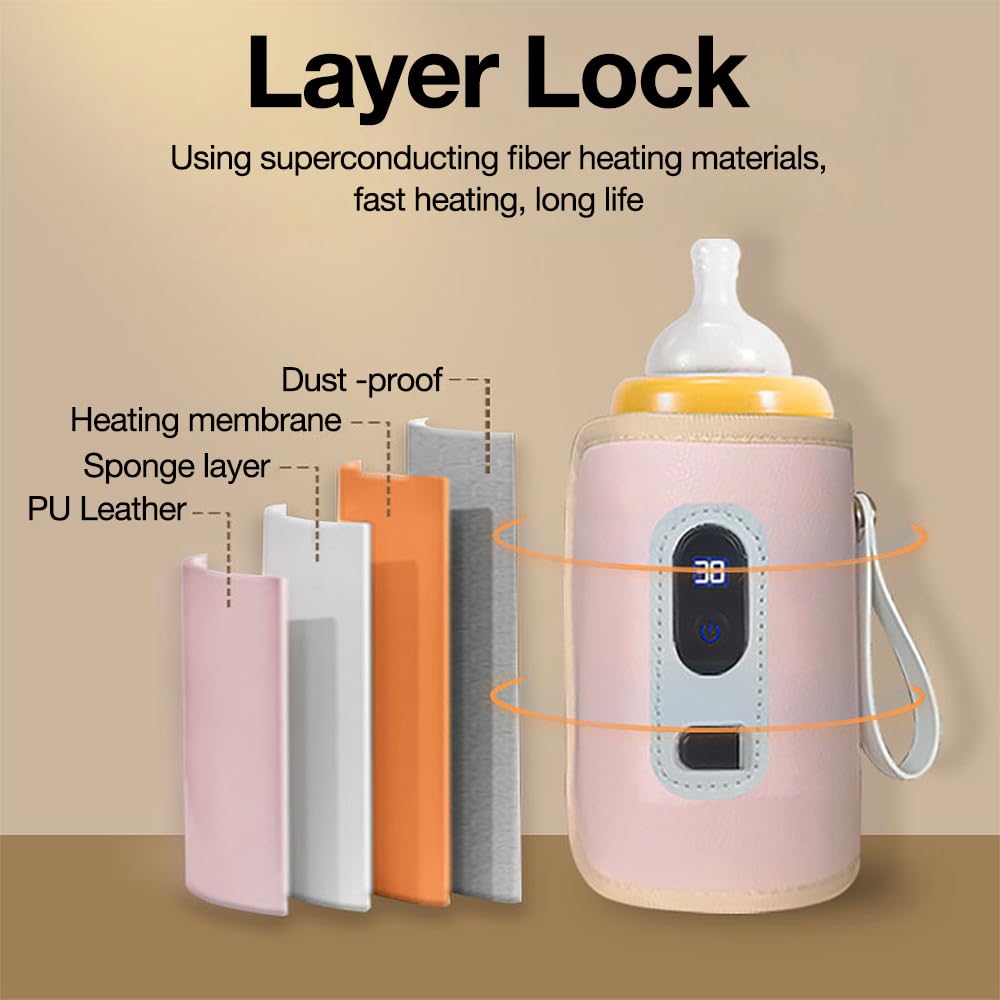 Layer Lock
Using superconducting fiber heating materials,
fast heating, long life
Dust -proof
Heating membrane
Sponge layer
PU Leather
38